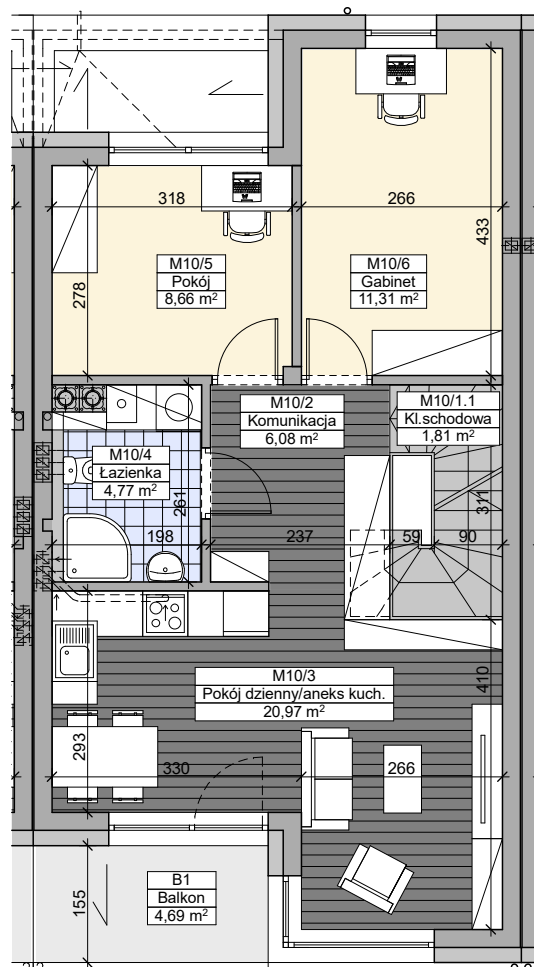 318
266
433
M10/5
Pokój
8,66 m²
M10/6
Gabinet
11,31 m²
278
M10/2
Komunikacja
6,08 m²
M10/1.1
Kl.schodowa
1,81 m²
M10/4
Łazienka
4,77 m²
261
311
198
237
59
90
M10/3
Pokój dzienny/aneks kuch.
20,97 m²
410
293
330
266
B1
Balkon
4,69 m²
155